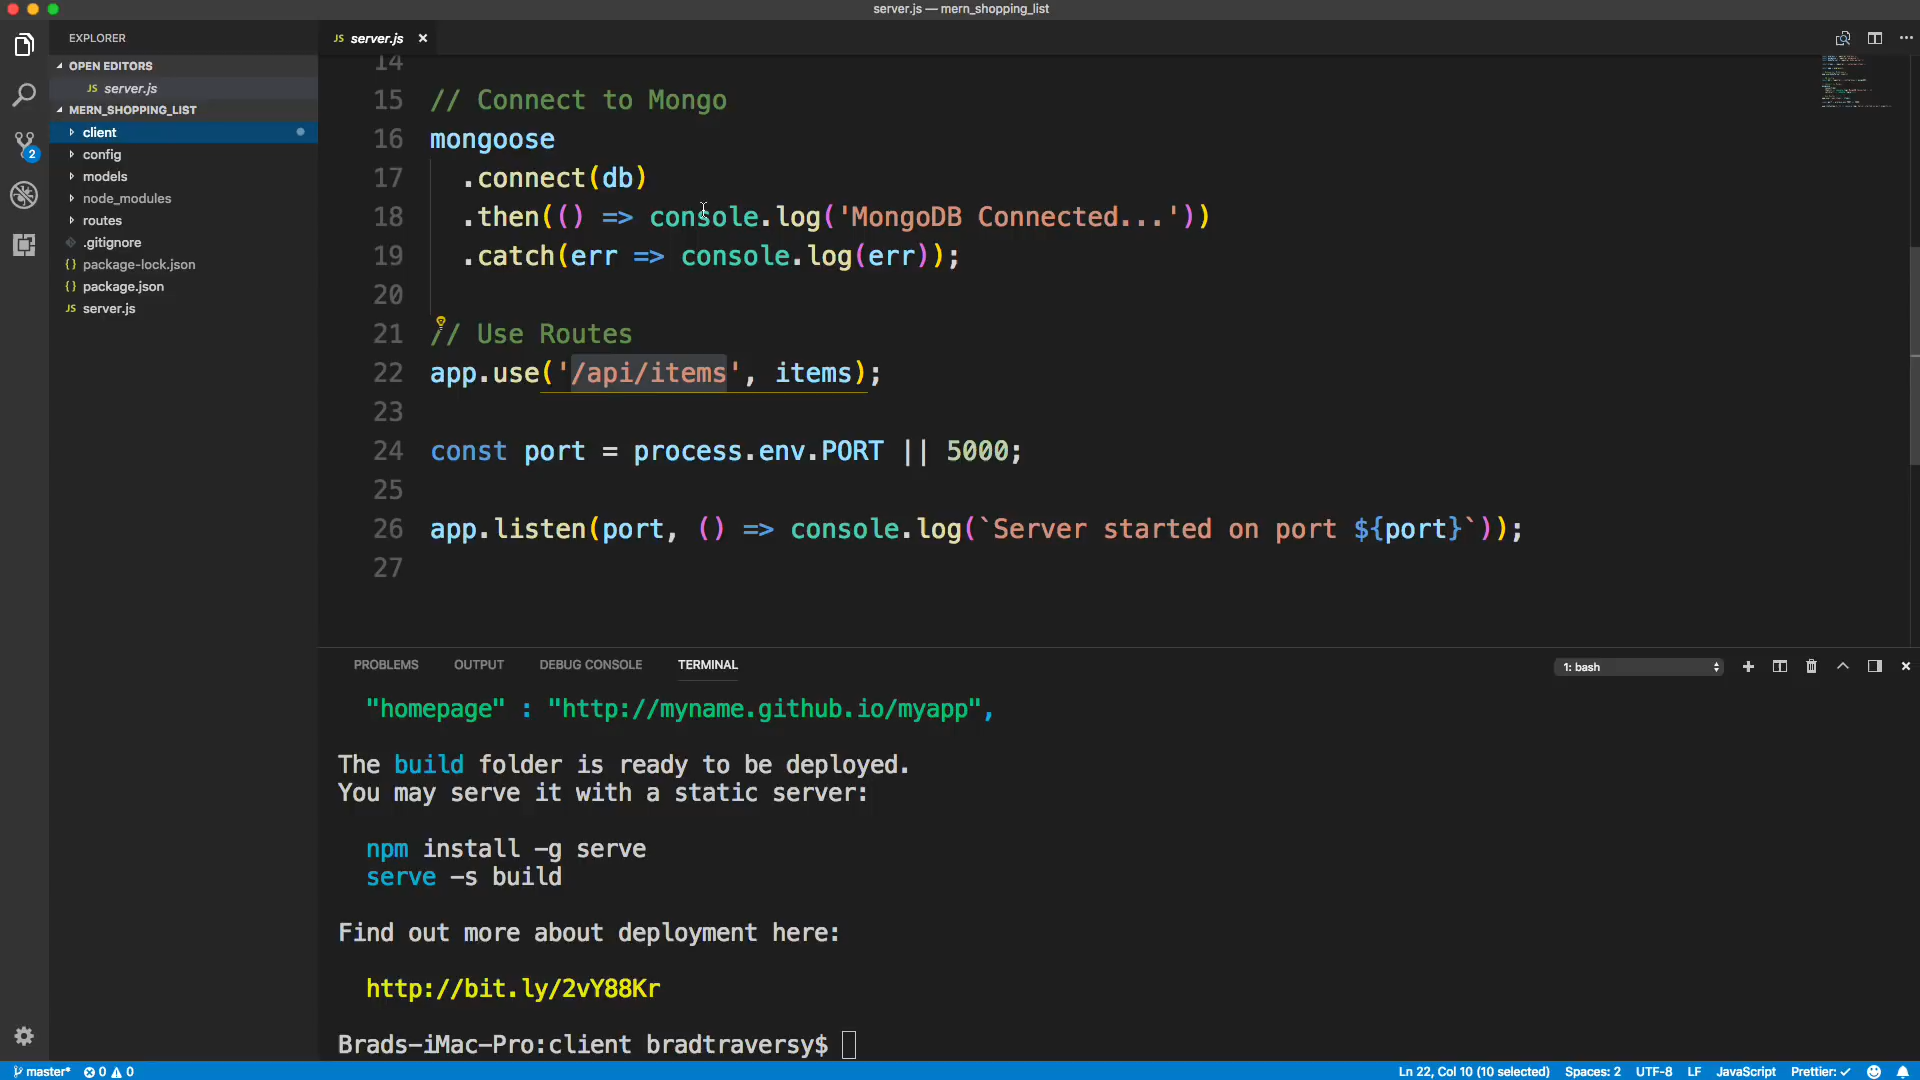 server.js — mern_shopping_list
EXPLORER
OPEN EDITORS
JS server.js
MERN_SHOPPING_LIST
client
config
models
node_modules
routes
.gitignore
{} package-lock.json
{} package.json
JS server.js
2
JS server.js ×
14
15 // Connect to Mongo
16 mongoose
17 .connect(db)
18 .then(() => console.log('MongoDB Connected...'))
19 .catch(err => console.log(err));
20
21 // Use Routes
22 app.use('/api/items', items);
23
24 const port = process.env.PORT || 5000;
25
26 app.listen(port, () => console.log(`Server started on port ${port}`));
27
PROBLEMS OUTPUT DEBUG CONSOLE TERMINAL 1: bash
"homepage" : "http://myname.github.io/myapp",
The build folder is ready to be deployed.
You may serve it with a static server:
npm install -g serve
serve -s build
Find out more about deployment here:
http://bit.ly/2vY88Kr
Brads-iMac-Pro:client bradtraversy$
master* 0 0 Ln 22, Col 10 (10 selected) Spaces: 2 UTF-8 LF JavaScript Prettier: ✓